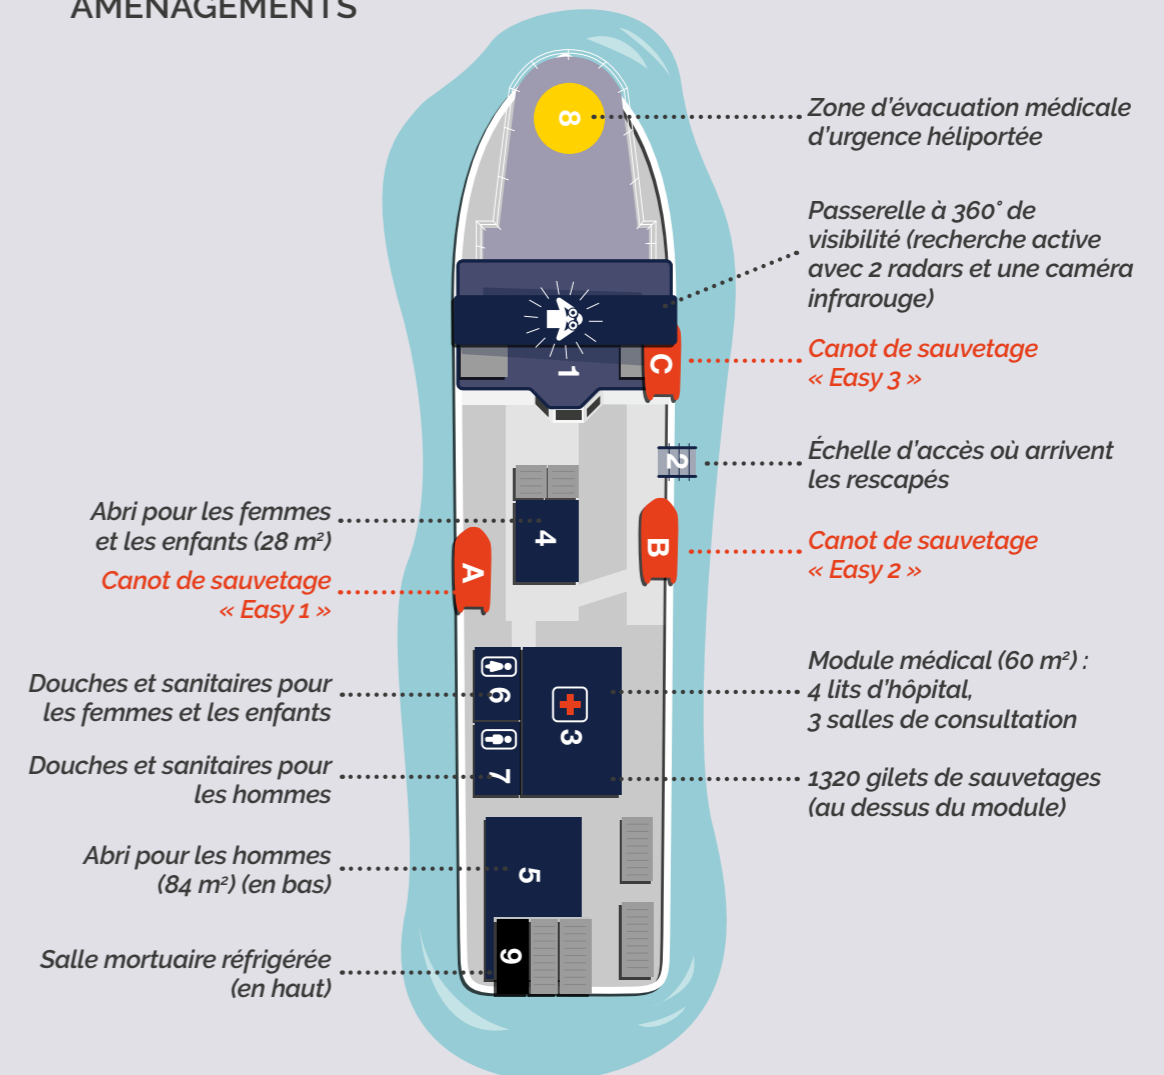 AMÉNAGEMENTS
8
Zone d’évacuation médicale
d’urgence héliportée
Passerelle à 360° de
visibilité (recherche active
avec 2 radars et une caméra
infrarouge)
1
C
Canot de sauvetage
« Easy 3 »
2
Échelle d’accès où arrivent
les rescapés
Abri pour les femmes
et les enfants (28 m²)
4
B
Canot de sauvetage
« Easy 2 »
Canot de sauvetage
« Easy 1 »
A
Douches et sanitaires pour
les femmes et les enfants
6
3
Module médical (60 m²) :
4 lits d’hôpital,
3 salles de consultation
Douches et sanitaires pour
les hommes
7
1320 gilets de sauvetages
(au dessus du module)
Abri pour les hommes
(84 m²) (en bas)
5
Salle mortuaire réfrigérée
(en haut)
9